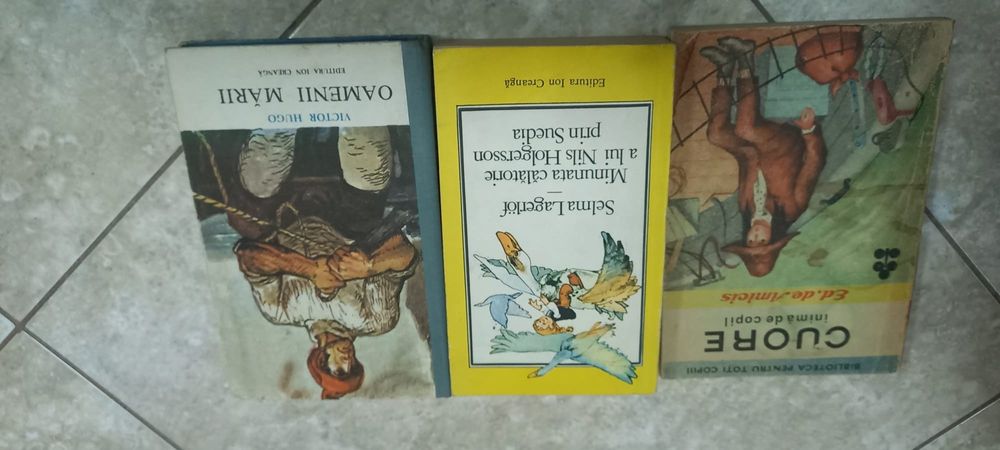 VICTOR HUGO
OAMENII MĂRII
EDITURA ION CREANGĂ
Selma Lagerlöf
Minunata călătorie
a lui Nils Holgersson
prin Suedia
Editura Ion Creangă
BIBLIOTECA PENTRU TOȚI COPIII
CUORE
inimă de copil
Ed. de Amicis